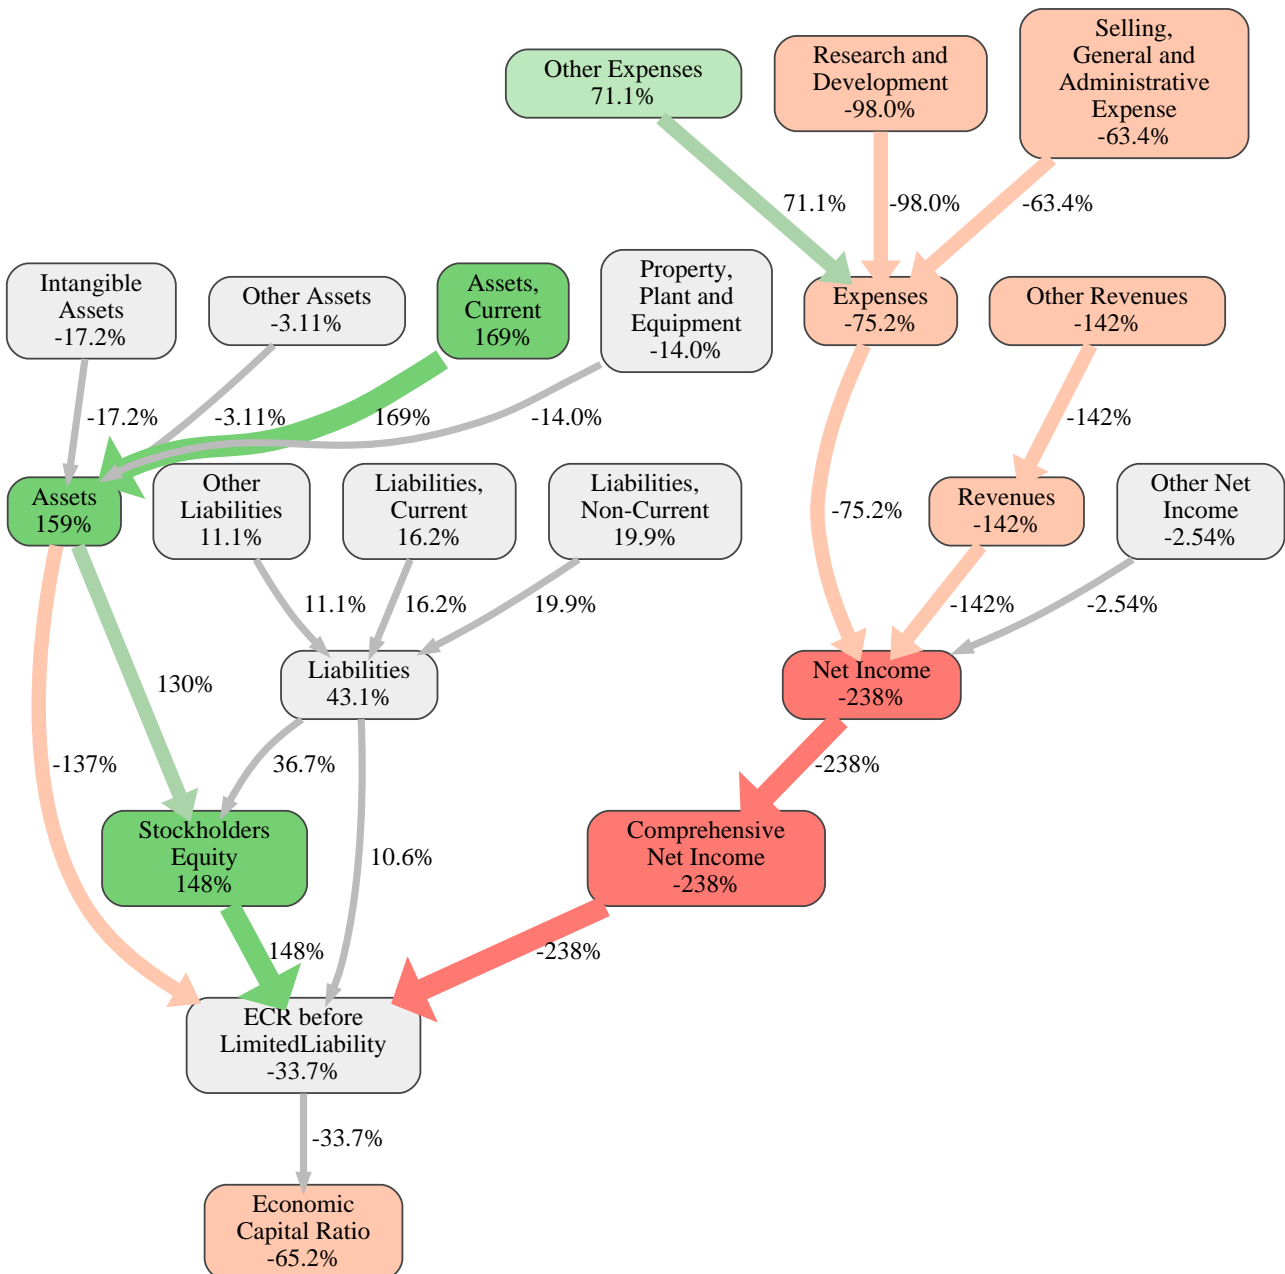 Selling,
General and
Administrative
Expense
-63.4%
Research and
Development
-98.0%
Other Expenses
71.1%
71.1%
-98.0%
-63.4%
Intangible
Assets
-17.2%
Other Assets
-3.11%
Assets,
Current
169%
Property,
Plant and
Equipment
-14.0%
Expenses
-75.2%
Other Revenues
-142%
-17.2%
-3.11%
169%
-14.0%
-142%
Assets
159%
Other
Liabilities
11.1%
Liabilities,
Current
16.2%
Liabilities,
Non-Current
19.9%
-75.2%
Revenues
-142%
Other Net
Income
-2.54%
11.1%
16.2%
19.9%
-142%
-2.54%
130%
Liabilities
43.1%
Net Income
-238%
-137%
36.7%
-238%
Stockholders
Equity
148%
10.6%
Comprehensive
Net Income
-238%
148%
-238%
ECR before
LimitedLiability
-33.7%
-33.7%
Economic
Capital Ratio
-65.2%